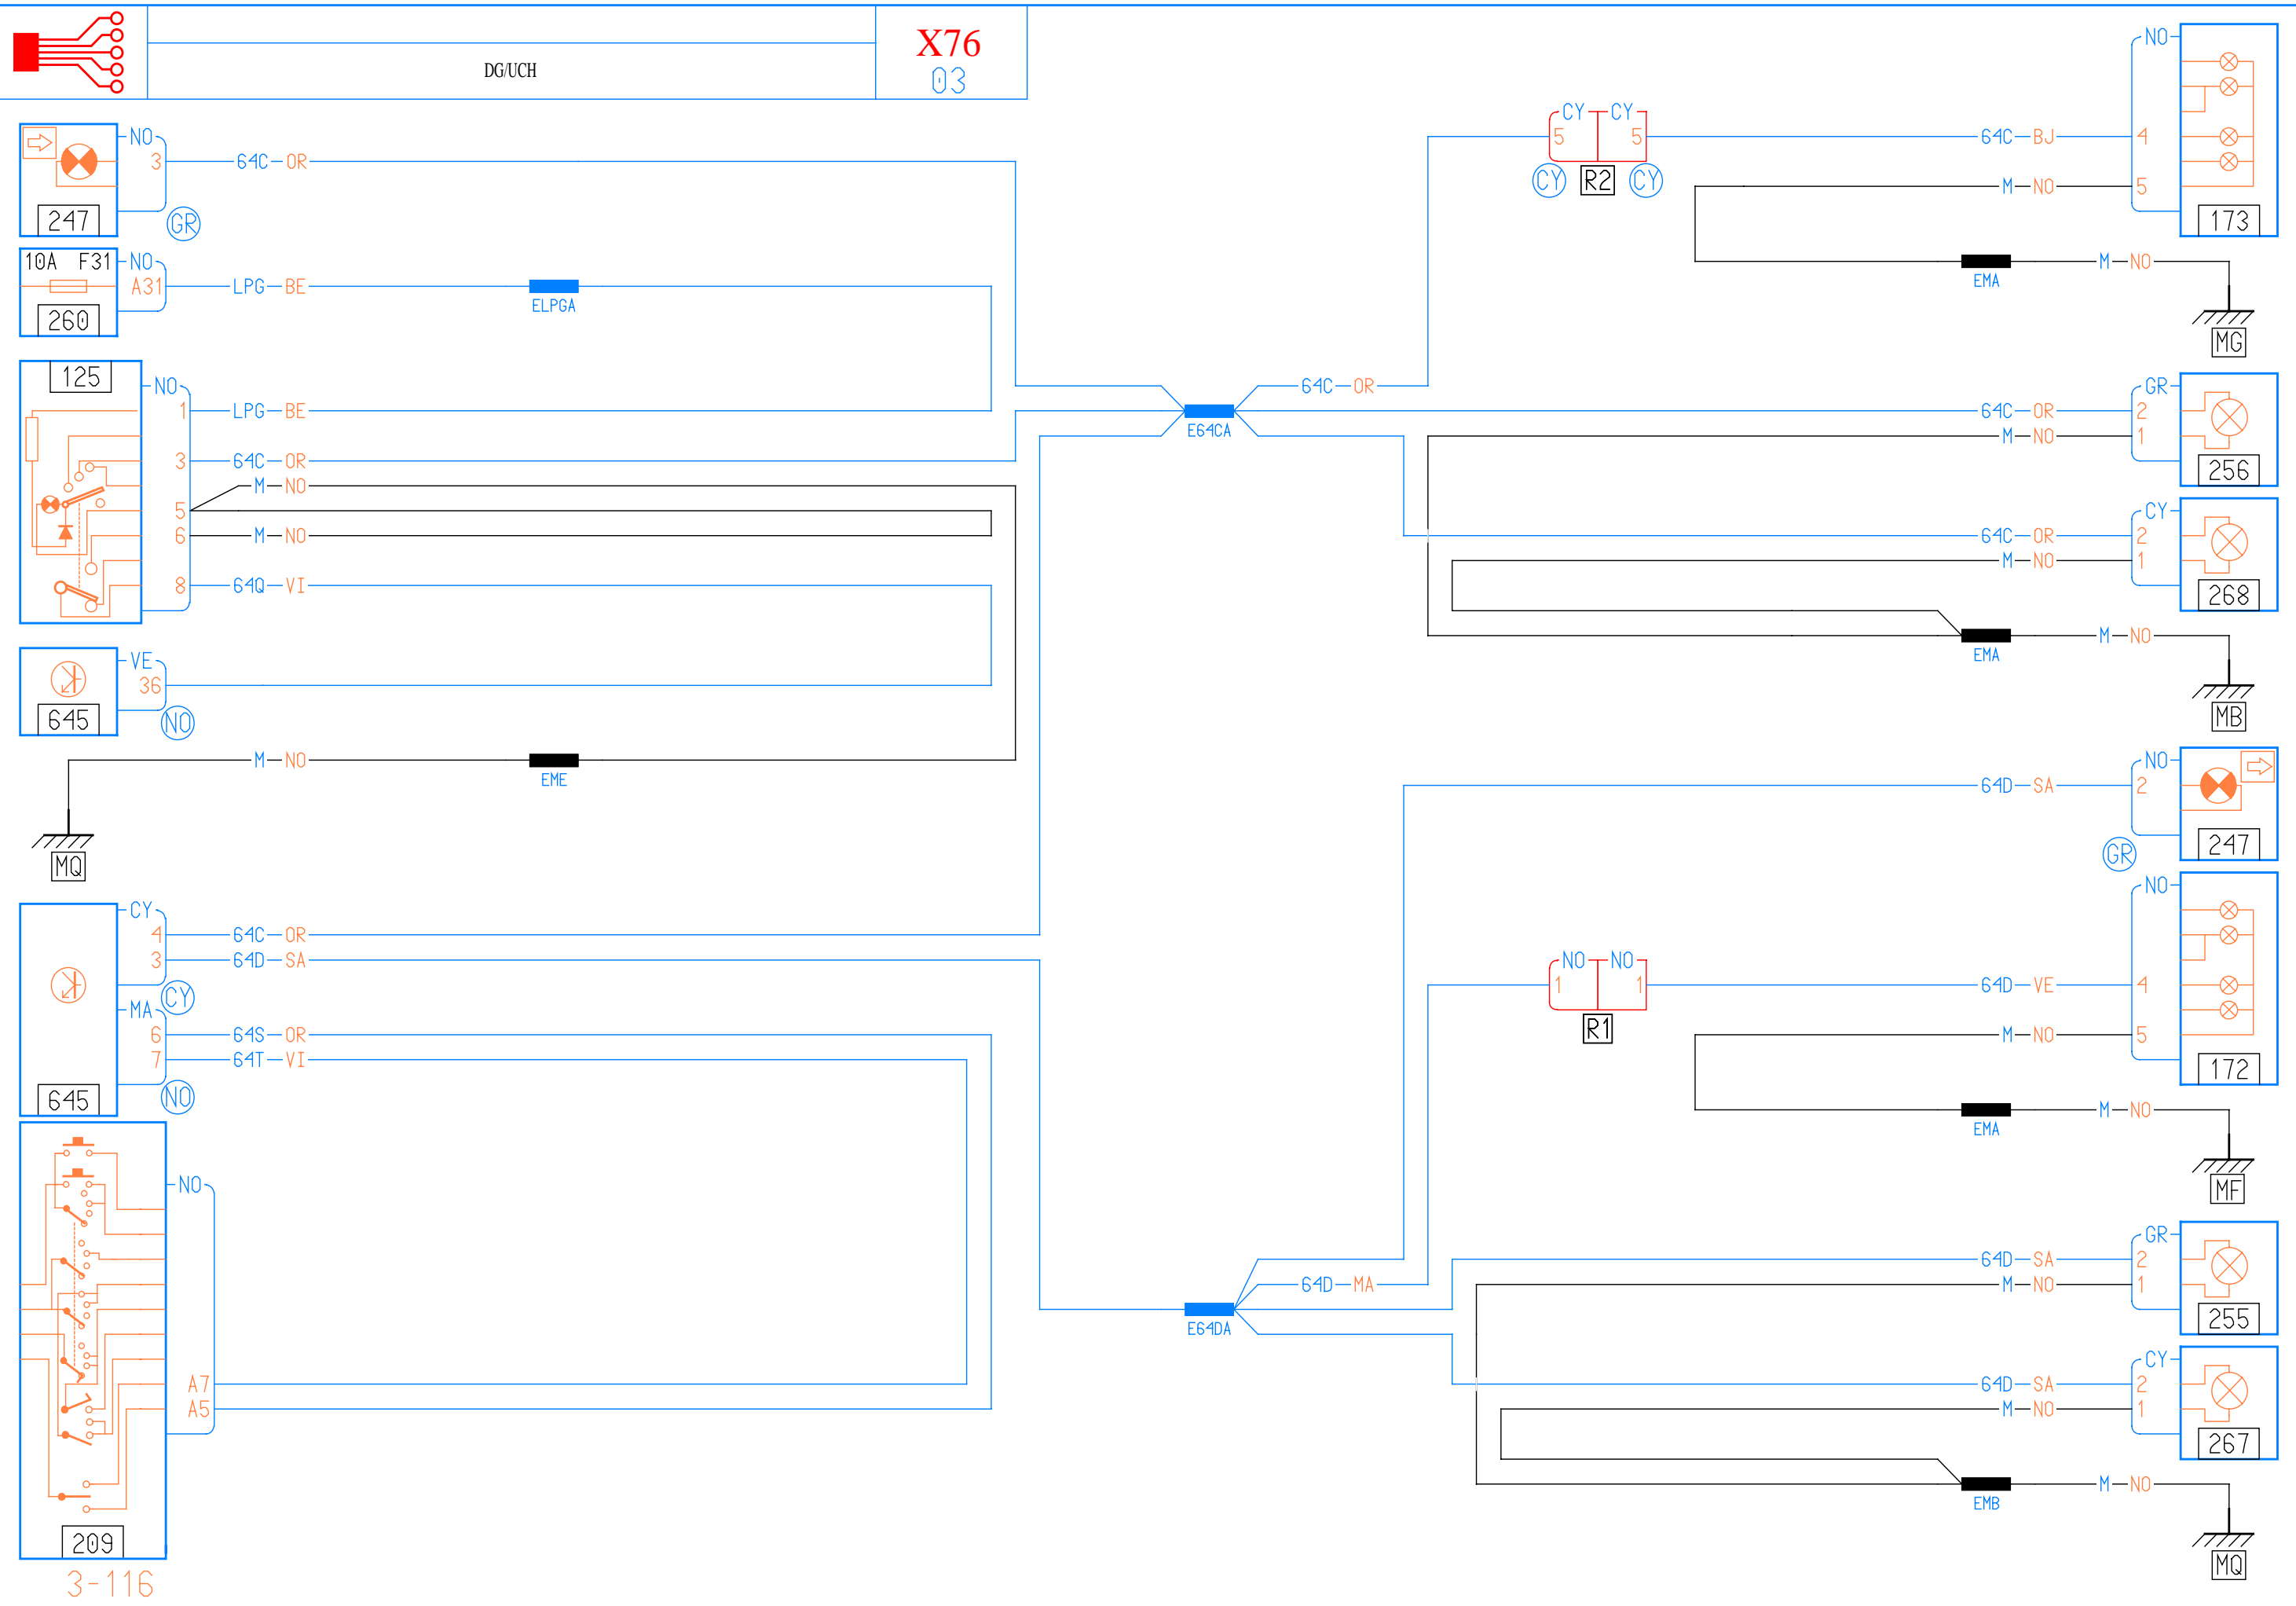 DG/UCH
X76
03
NO
3
64C OR
247
GR
10A F31
NO
A31
LPG BE
ELPGA
260
125
NO
1
LPG BE
3
64C OR
M NO
5
6
M NO
8
64Q VI
VE
36
645
NO
M NO
EME
MQ
CY
4
64C OR
3
64D SA
CY
MA
6
64S OR
7
64T VI
645
NO
NO
A7
A5
209
3-116
E64CA
64C OR
E64DA
64D MA
CY CY
5 5
CY R2 CY
64C BJ
NO
4
M NO
5
173
EMA
M NO
MG
GR
64C OR
2
M NO
1
256
CY
64C OR
2
M NO
1
268
EMA
M NO
MB
NO
64D SA
2
247
GR
NO NO
1 1
R1
NO
64D VE
4
M NO
5
172
EMA
M NO
MF
GR
64D SA
2
M NO
1
255
CY
64D SA
2
M NO
1
267
EMB
M NO
MQ